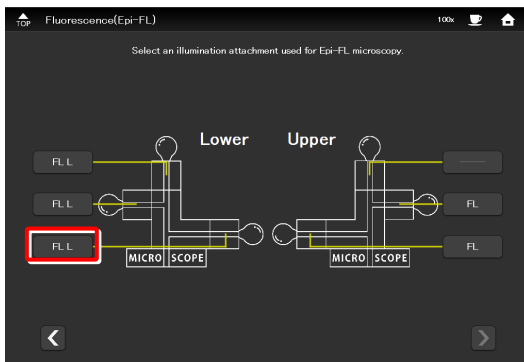 TOP Fluorescence(Epi-FL) 100x
Select an illumination attachment used for Epi-FL microscopy.
Lower Upper
FL L
FL L FL
FL L FL
MICRO SCOPE MICRO SCOPE